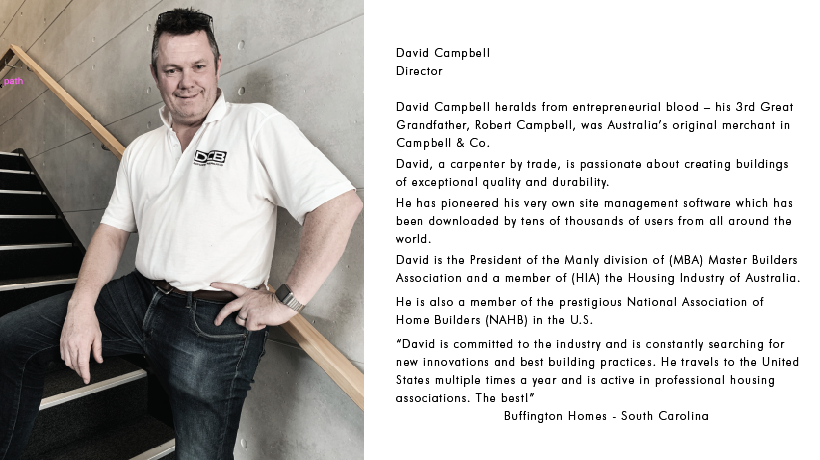 path
DCB
David Campbell
Director
David Campbell heralds from entrepreneurial blood – his 3rd Great
Grandfather, Robert Campbell, was Australia's original merchant in
Campbell & Co.
David, a carpenter by trade, is passionate about creating buildings
of exceptional quality and durability.
He has pioneered his very own site management software which has
been downloaded by tens of thousands of users from all around the
world.
David is the President of the Manly division of (MBA) Master Builders
Association and a member of (HIA) the Housing Industry of Australia.
He is also a member of the prestigious National Association of
Home Builders (NAHB) in the U.S.
“David is committed to the industry and is constantly searching for
new innovations and best building practices. He travels to the United
States multiple times a year and is active in professional housing
associations. The best!”
Buffington Homes - South Carolina